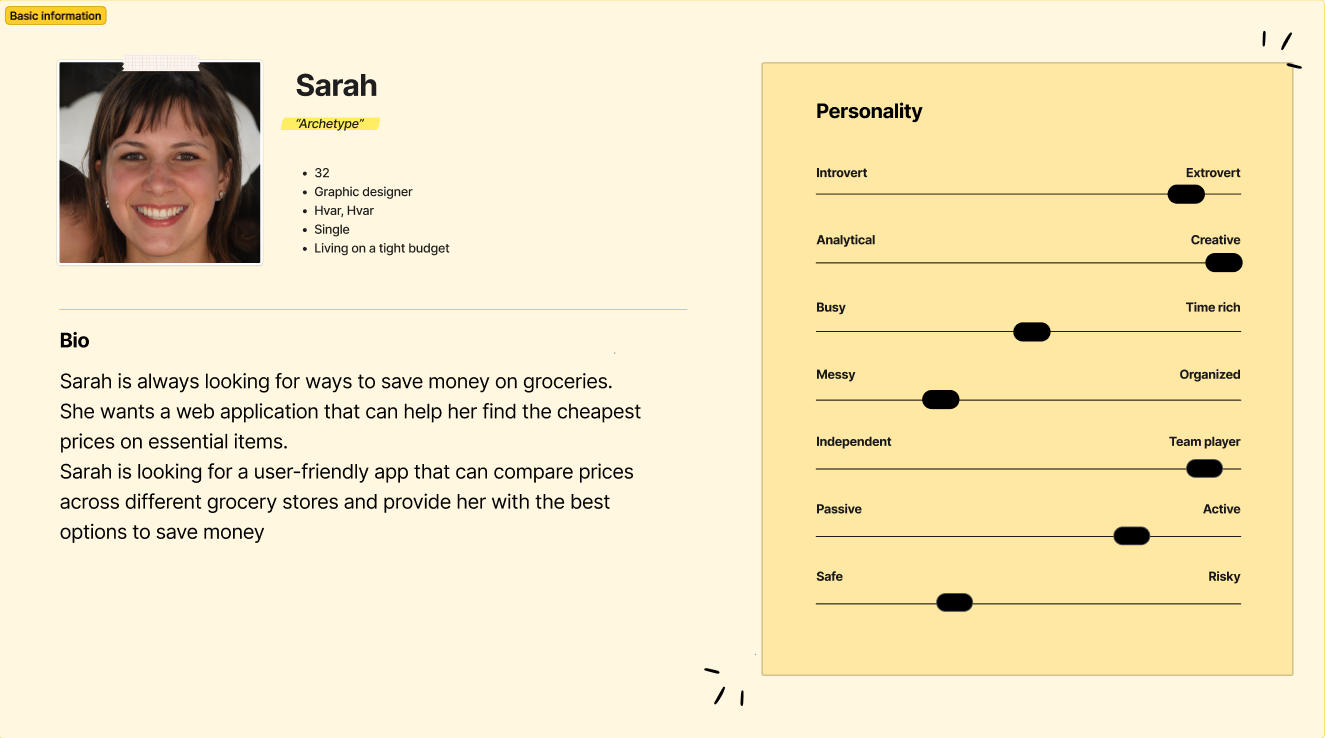 Basic information
Sarah
“Archetype”
• 32
• Graphic designer
• Hvar, Hvar
• Single
• Living on a tight budget
Bio
Sarah is always looking for ways to save money on groceries.
She wants a web application that can help her find the cheapest
prices on essential items.
Sarah is looking for a user-friendly app that can compare prices
across different grocery stores and provide her with the best
options to save money
Personality
Introvert Extrovert
Analytical Creative
Busy Time rich
Messy Organized
Independent Team player
Passive Active
Safe Risky